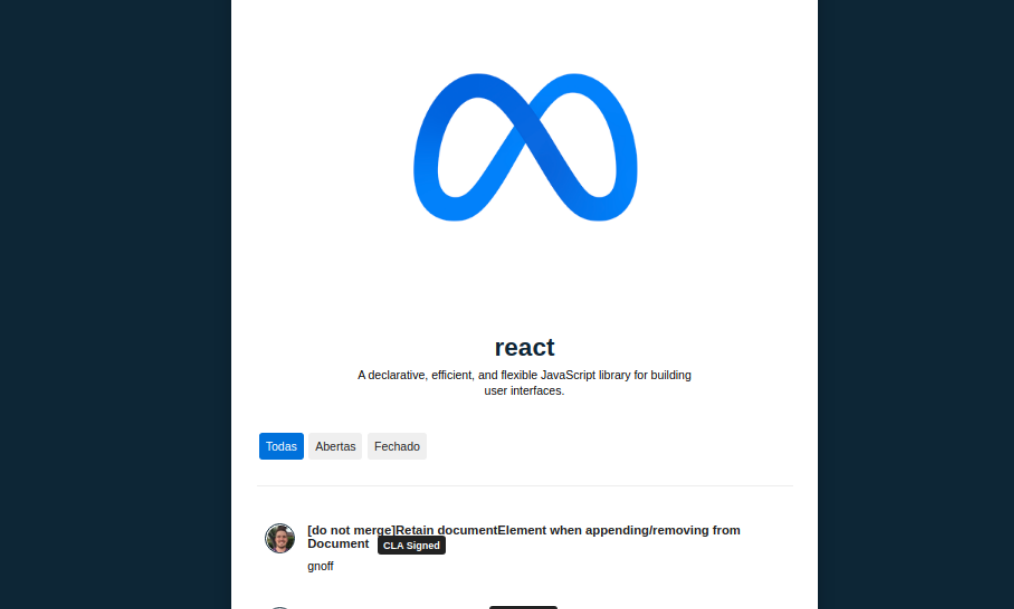 react
A declarative, efficient, and flexible JavaScript library for building
user interfaces.
Todas
Abertas
Fechado
[do not merge]Retain documentElement when appending/removing from
Document CLA Signed
gnoff